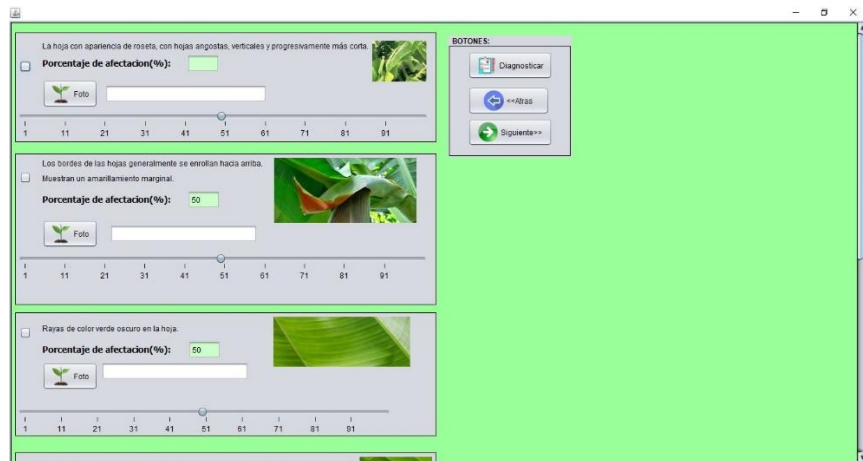 La hoja con apariencia de roseta, con hojas angostas, verticales y progresivamente más corta.
Porcentaje de afectacion(%):
Foto
1 11 21 31 41 51 61 71 81 91
Los bordes de las hojas generalmente se enrollan hacia arriba.
Muestran un amarillamiento marginal.
Porcentaje de afectacion(%): 50
Foto
1 11 21 31 41 51 61 71 81 91
Rayas de color verde oscuro en la hoja.
Porcentaje de afectacion(%): 50
Foto
1 11 21 31 41 51 61 71 81 91
BOTONES:
Diagnosticar
<<Atras
Siguiente>>